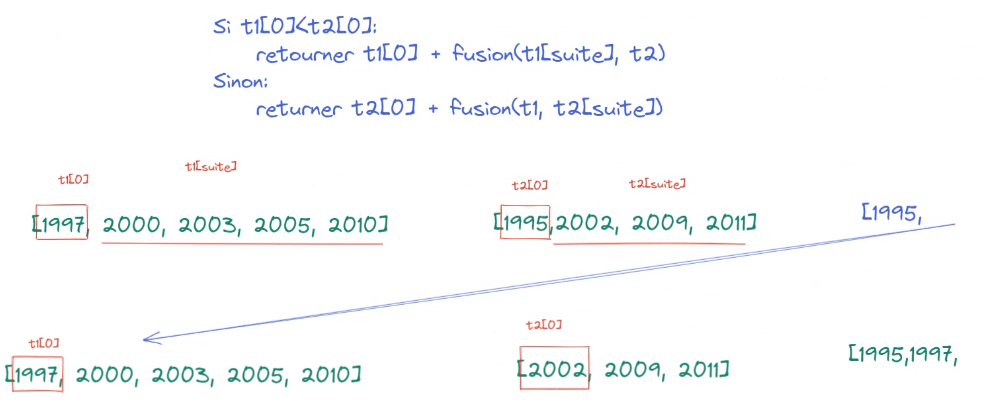 Si t1[0]<t2[0]:
retourner t1[0] + fusion(t1[suite], t2)
Sinon:
returner t2[0] + fusion(t1, t2[suite])
t1[0] t1[suite] t2[0] t2[suite]
[1997, 2000, 2003, 2005, 2010] [1995,2002, 2009, 2011] [1995,
t1[0] t2[0]
[1997, 2000, 2003, 2005, 2010] [2002, 2009, 2011] [1995,1997,